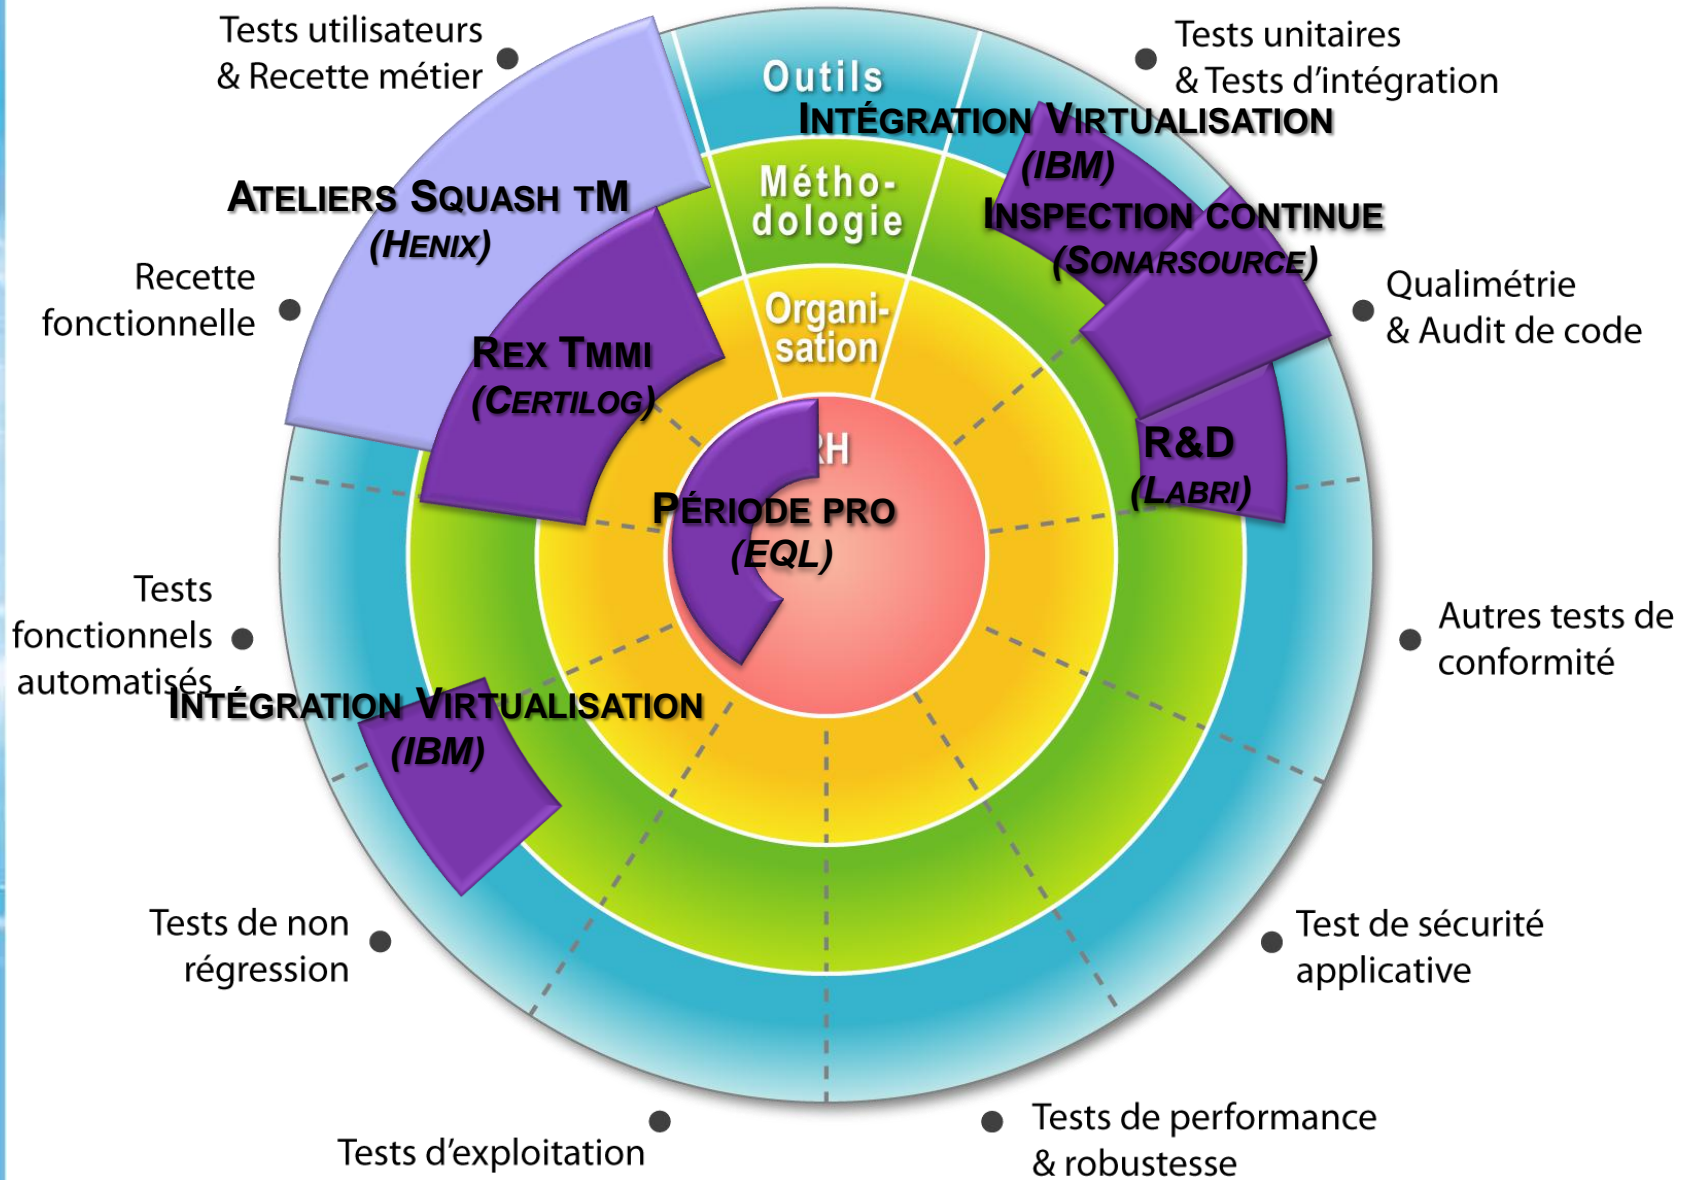 Tests utilisateurs
& Recette métier
Tests unitaires
& Tests d'intégration
Outils
INTÉGRATION VIRTUALISATION
(IBM)
Métho-
dologie
ATELIERS SQUASH TM
(HENIX)
INSPECTION CONTINUE
(SONARSOURCE)
Recette
fonctionnelle
Qualimétrie
& Audit de code
Organi-
sation
REX TMMI
(CERTILOG)
RH
R&D
(LABRI)
PÉRIODE PRO
(EQL)
Tests
fonctionnels
automatisés
Autres tests de
conformité
INTÉGRATION VIRTUALISATION
(IBM)
Tests de non
régression
Test de sécurité
applicative
Tests d'exploitation
Tests de performance
& robustesse